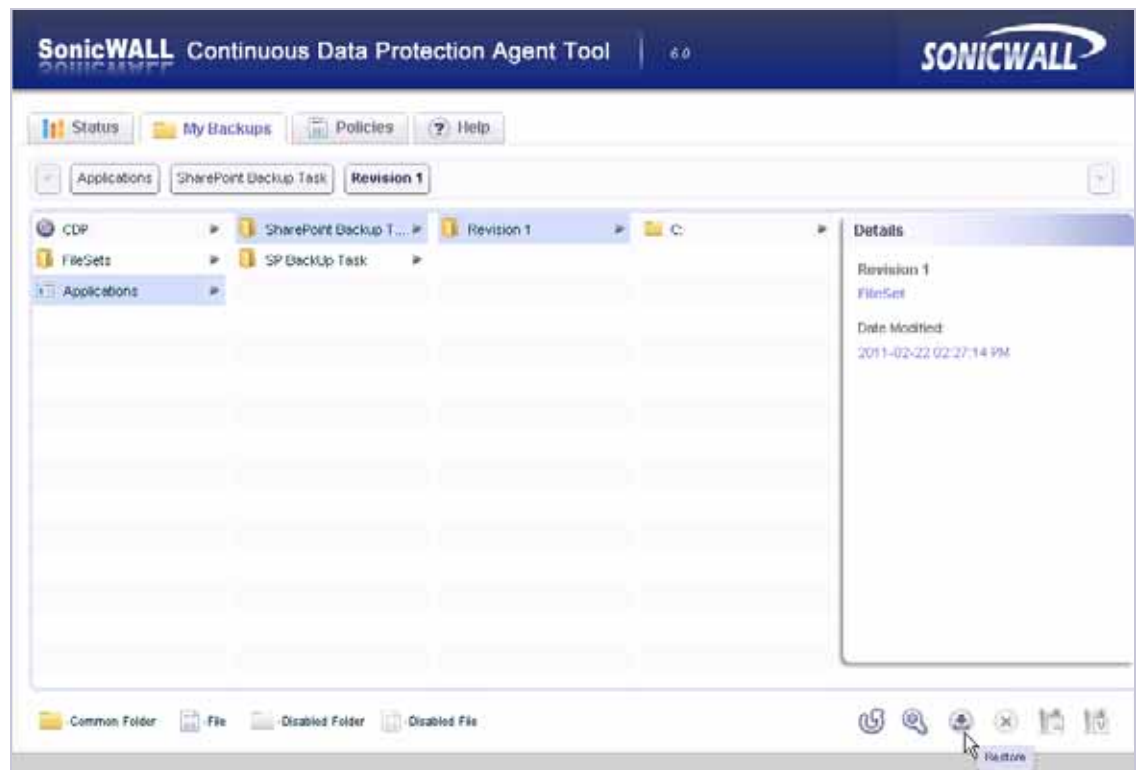 SonicWALL Continuous Data Protection Agent Tool | 6.0
SONICWALL
Status
My Backups
Policies
? Help
Applications
SharePoint Backup Task
Revision 1
CDP
FileSets
Applications
SharePoint Backup T...
SP BackUp Task
Revision 1
C:
Details
Revision 1
FileSet
Date Modified:
2011-02-22 02:27:14 PM
-Common Folder
-File
-Disabled Folder
-Disabled File
Restore